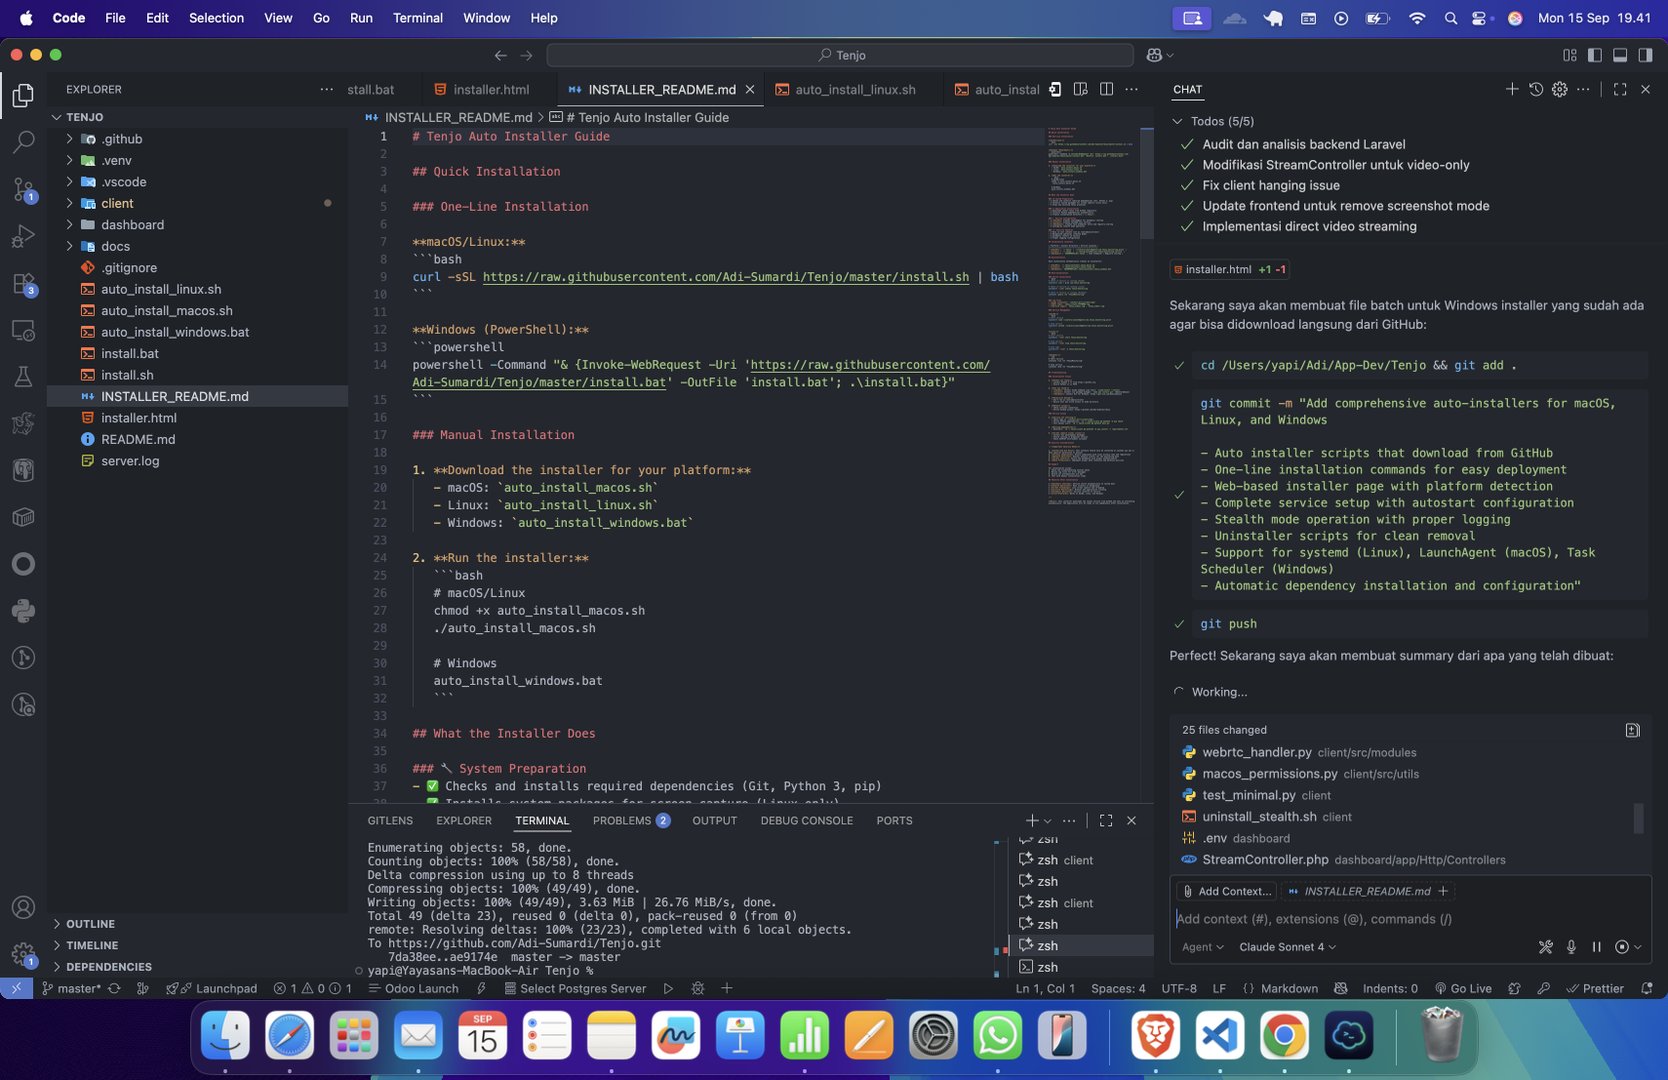 Code File Edit Selection View Go Run Terminal Window Help
Mon 15 Sep 19.41
Tenjo
EXPLORER
TENJO
.github
.venv
.vscode
client
dashboard
docs
.gitignore
auto_install_linux.sh
auto_install_macos.sh
auto_install_windows.bat
install.bat
install.sh
INSTALLER_README.md
installer.html
README.md
server.log
OUTLINE
TIMELINE
DEPENDENCIES
1
3
1
stall.bat
installer.html
INSTALLER_README.md
auto_install_linux.sh
auto_instal
INSTALLER_README.md > # Tenjo Auto Installer Guide
1 # Tenjo Auto Installer Guide
2
3 ## Quick Installation
4
5 ### One-Line Installation
6
7 **macOS/Linux:**
8 ```bash
9 curl -sSL https://raw.githubusercontent.com/Adi-Sumardi/Tenjo/master/install.sh | bash
10 ```
11
12 **Windows (PowerShell):**
13 ```powershell
14 powershell -Command "& {Invoke-WebRequest -Uri 'https://raw.githubusercontent.com/
Adi-Sumardi/Tenjo/master/install.bat' -OutFile 'install.bat'; .\install.bat}"
15 ```
16
17 ### Manual Installation
18
19 1. **Download the installer for your platform:**
20 - macOS: `auto_install_macos.sh`
21 - Linux: `auto_install_linux.sh`
22 - Windows: `auto_install_windows.bat`
23
24 2. **Run the installer:**
25 ```bash
26 # macOS/Linux
27 chmod +x auto_install_macos.sh
28 ./auto_install_macos.sh
29
30 # Windows
31 auto_install_windows.bat
32 ```
33
34 ## What the Installer Does
35
36 ### 🔧 System Preparation
37 - ✅ Checks and installs required dependencies (Git, Python 3, pip)
38 - ✅ Installs system packages for screen capture (Linux only)
GITLENS EXPLORER TERMINAL PROBLEMS 2 OUTPUT DEBUG CONSOLE PORTS
Enumerating objects: 58, done.
Counting objects: 100% (58/58), done.
Delta compression using up to 8 threads
Compressing objects: 100% (49/49), done.
Writing objects: 100% (49/49), 3.63 MiB | 26.76 MiB/s, done.
Total 49 (delta 23), reused 0 (delta 0), pack-reused 0 (from 0)
remote: Resolving deltas: 100% (23/23), completed with 6 local objects.
To https://github.com/Adi-Sumardi/Tenjo.git
7da38ee..ae9174e master -> master
yapi@Yayasans-MacBook-Air Tenjo %
zsh
zsh client
zsh
zsh client
zsh
zsh
zsh
CHAT
Todos (5/5)
Audit dan analisis backend Laravel
Modifikasi StreamController untuk video-only
Fix client hanging issue
Update frontend untuk remove screenshot mode
Implementasi direct video streaming
installer.html +1 -1
Sekarang saya akan membuat file batch untuk Windows installer yang sudah ada
agar bisa didownload langsung dari GitHub:
cd /Users/yapi/Adi/App-Dev/Tenjo && git add .
git commit -m "Add comprehensive auto-installers for macOS,
Linux, and Windows
- Auto installer scripts that download from GitHub
- One-line installation commands for easy deployment
- Web-based installer page with platform detection
- Complete service setup with autostart configuration
- Stealth mode operation with proper logging
- Uninstaller scripts for clean removal
- Support for systemd (Linux), LaunchAgent (macOS), Task
Scheduler (Windows)
- Automatic dependency installation and configuration"
git push
Perfect! Sekarang saya akan membuat summary dari apa yang telah dibuat:
Working...
25 files changed
webrtc_handler.py client/src/modules
macos_permissions.py client/src/utils
test_minimal.py client
uninstall_stealth.sh client
.env dashboard
StreamController.php dashboard/app/Http/Controllers
Add Context... INSTALLER_README.md +
Add context (#), extensions (@), commands (/)
Agent Claude Sonnet 4
master* Launchpad 1 0 1 Odoo Launch Select Postgres Server Ln 1, Col 1 Spaces: 4 UTF-8 LF {} Markdown Indents: 0 Go Live Prettier
SEP
15